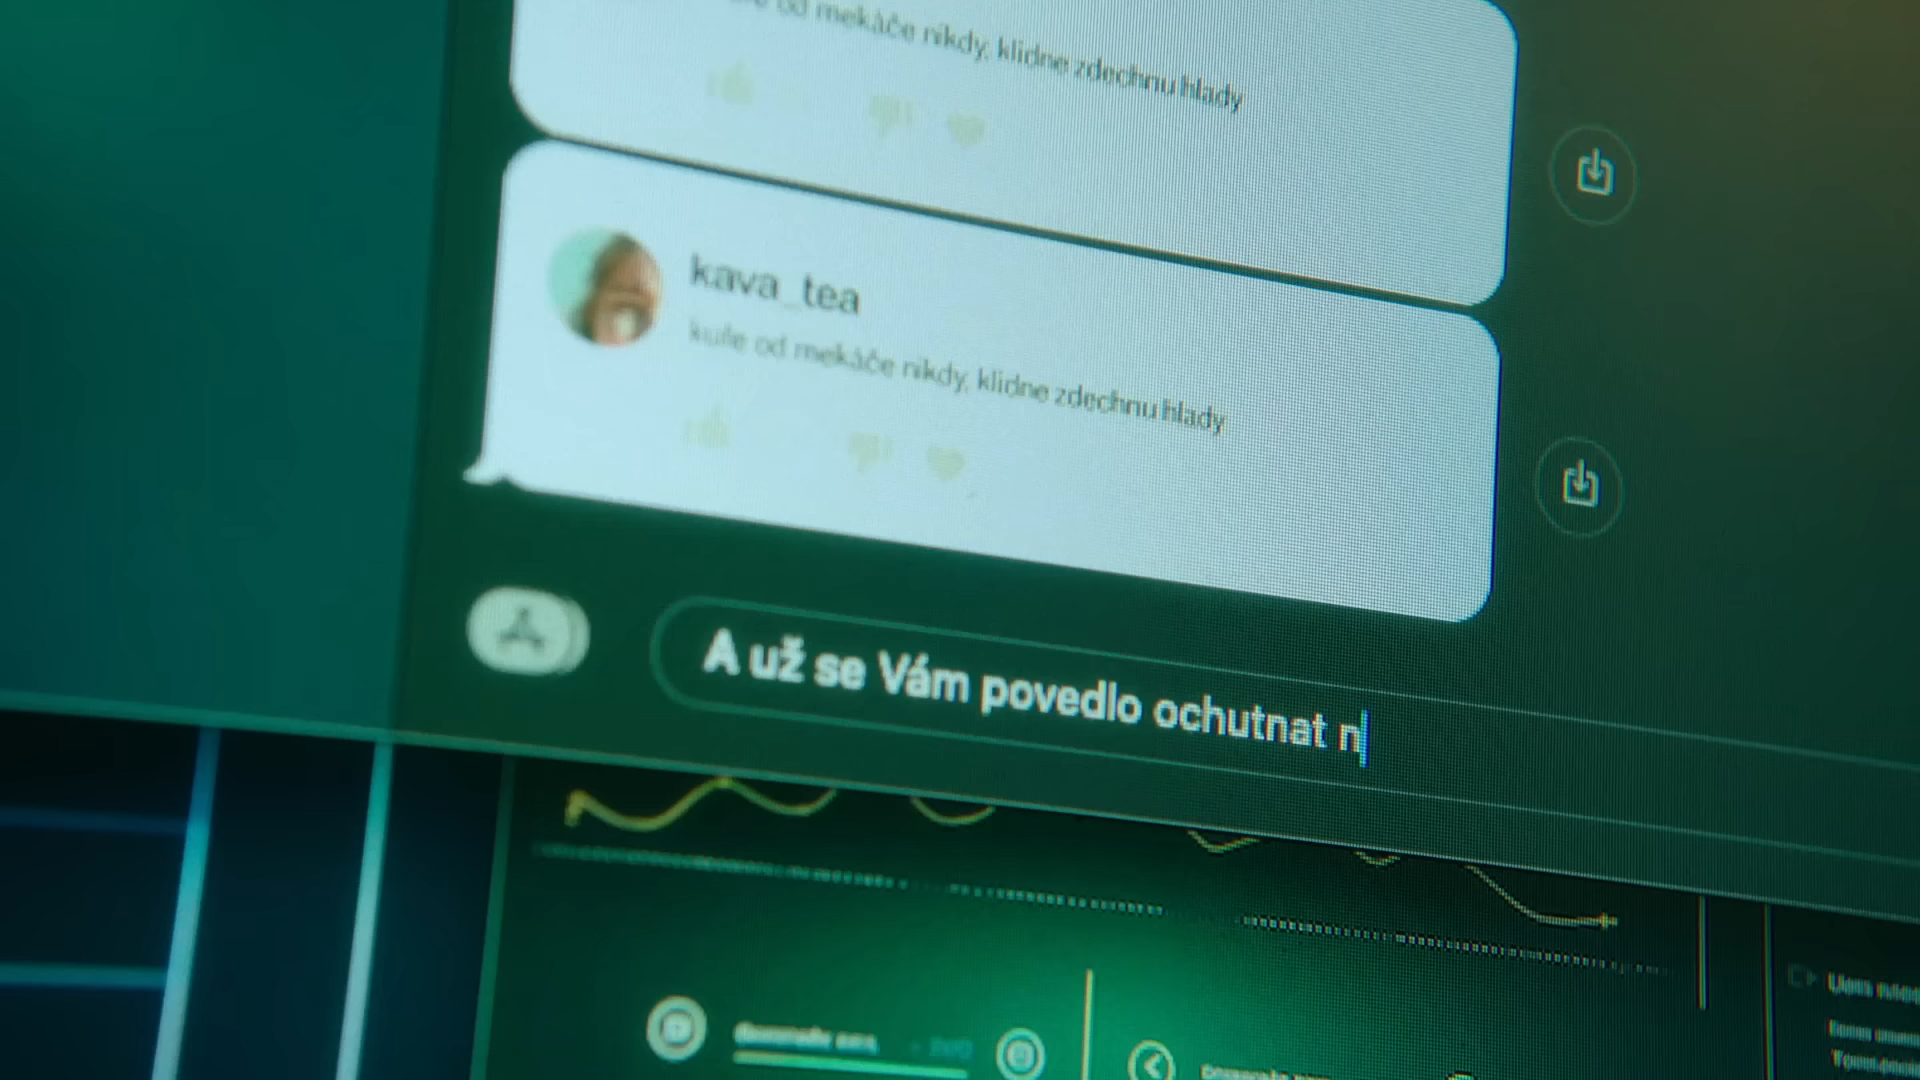 od mekáče nikdy, klidne zdechnu hlady
kava_tea
kuře od mekáče nikdy, klidne zdechnu hlady
A už se Vám povedlo ochutnat n